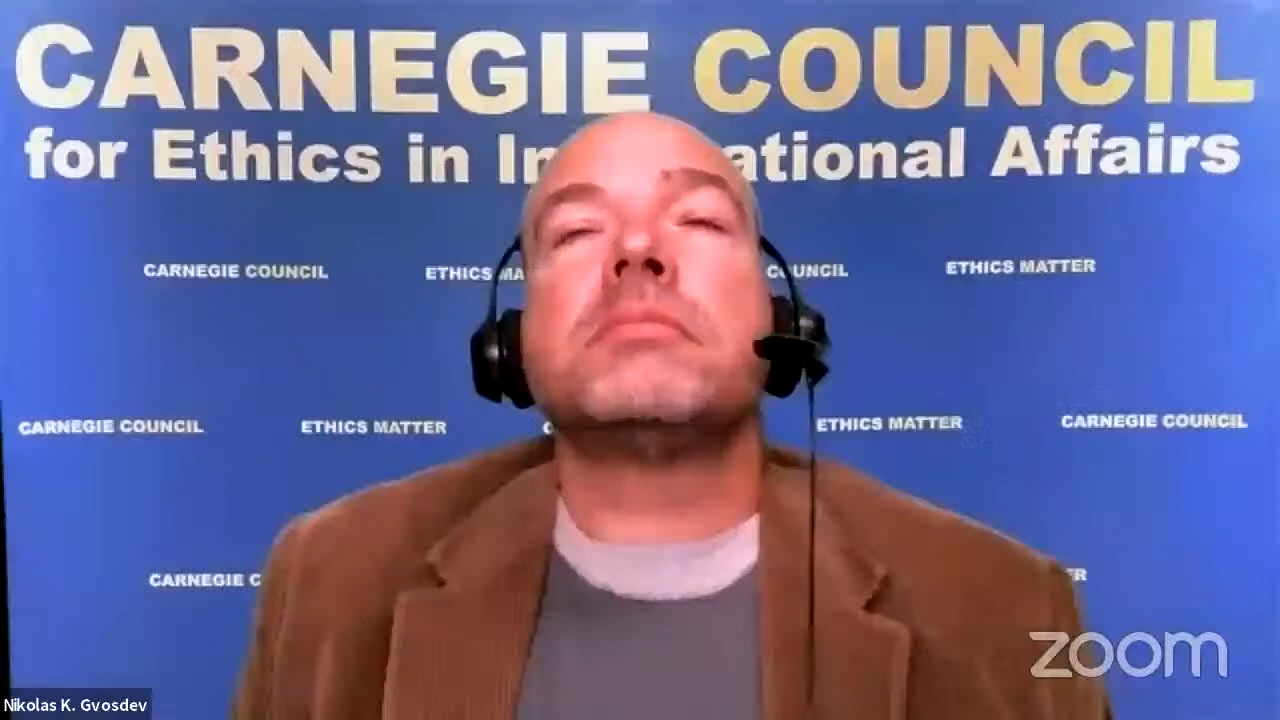 CARNEGIE COUNCIL
for Ethics in In ational Affairs
CARNEGIE COUNCIL ETHICS MA COUNCIL ETHICS MATTER
CARNEGIE COUNCIL ETHICS MATTER C ETHICS MATTER CARNEGIE COUNCIL
CARNEGIE C ER
zoom
Nikolas K. Gvosdev